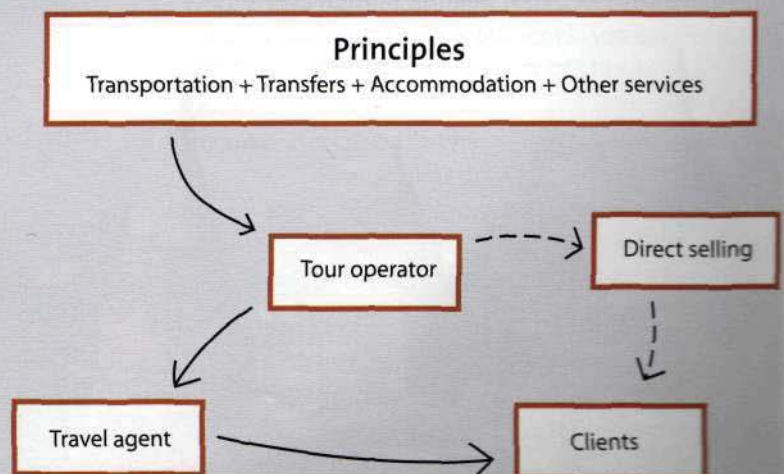 Principles
Transportation + Transfers + Accommodation + Other services
Tour operator
Direct selling
Travel agent
Clients